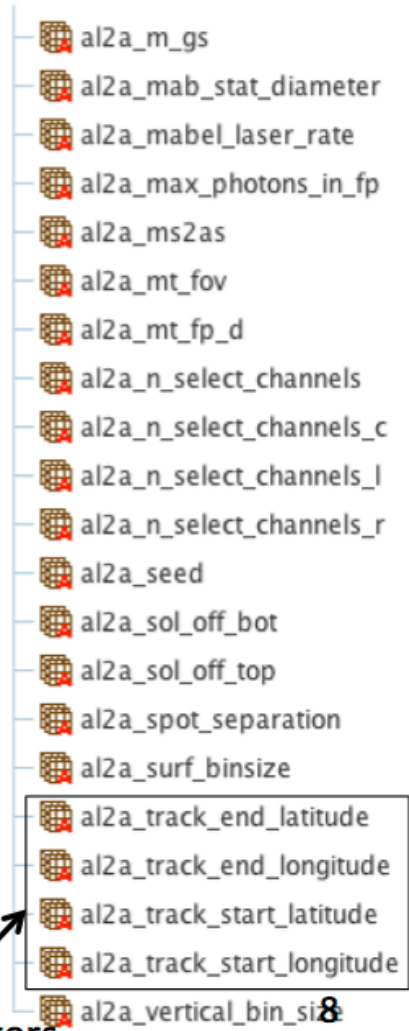 al2a_m_gs
al2a_mab_stat_diameter
al2a_mabel_laser_rate
al2a_max_photons_in_fp
al2a_ms2as
al2a_mt_fov
al2a_mt_fp_d
al2a_n_select_channels
al2a_n_select_channels_c
al2a_n_select_channels_l
al2a_n_select_channels_r
al2a_seed
al2a_sol_off_bot
al2a_sol_off_top
al2a_spot_separation
al2a_surf_binsize
al2a_track_end_latitude
al2a_track_end_longitude
al2a_track_start_latitude
al2a_track_start_longitude
al2a_vertical_bin_size
8